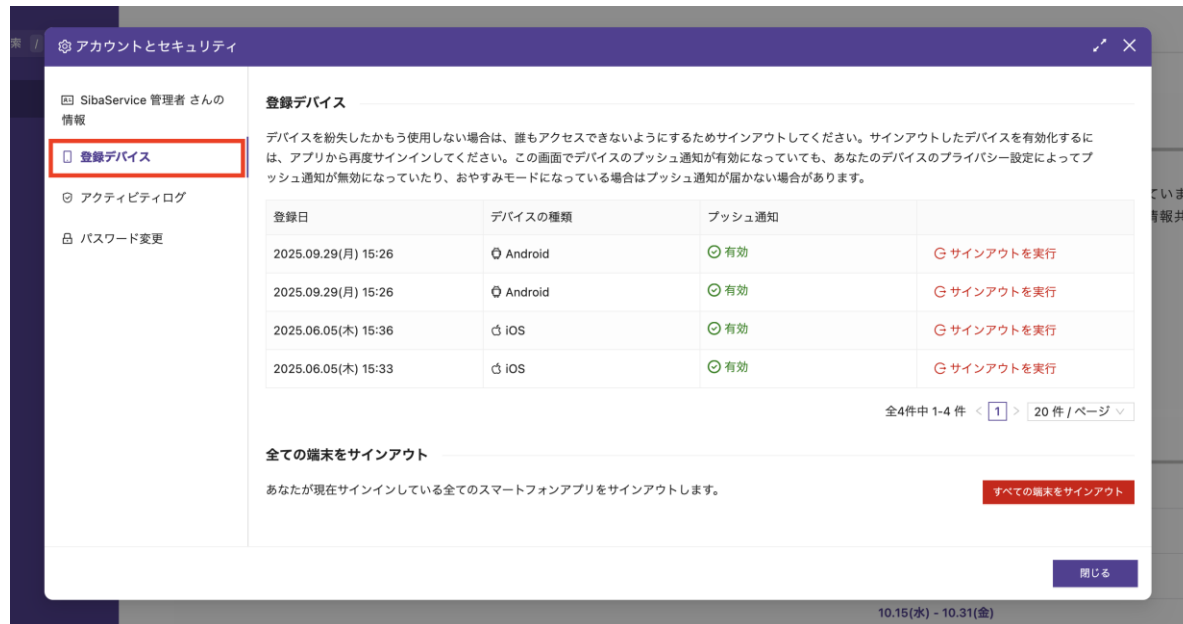 索 /
アカウントとセキュリティ
SibaService 管理者 さんの
情報
登録デバイス
アクティビティログ
パスワード変更
登録デバイス
デバイスを紛失したかもう使用しない場合は、誰もアクセスできないようにするためサインアウトしてください。サインアウトしたデバイスを有効化するに
は、アプリから再度サインインしてください。この画面でデバイスのプッシュ通知が有効になっていても、あなたのデバイスのプライバシー設定によってプ
ッシュ通知が無効になっていたり、おやすみモードになっている場合はプッシュ通知が届かない場合があります。
登録日 デバイスの種類 プッシュ通知
2025.09.29(月) 15:26 Android 有効 サインアウトを実行
2025.09.29(月) 15:26 Android 有効 サインアウトを実行
2025.06.05(木) 15:36 iOS 有効 サインアウトを実行
2025.06.05(木) 15:33 iOS 有効 サインアウトを実行
全4件中 1-4 件 < 1 > 20 件 / ページ
全ての端末をサインアウト
あなたが現在サインインしている全てのスマートフォンアプリをサインアウトします。
すべての端末をサインアウト
閉じる
ていま
情報共
10.15(水) - 10.31(金)